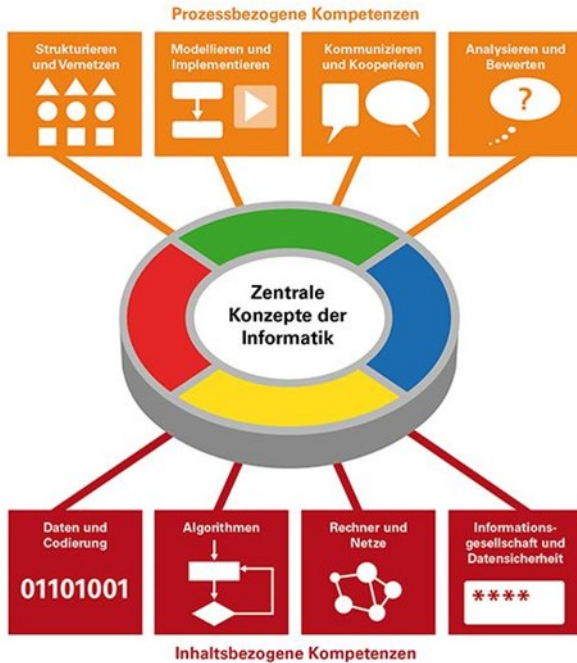 Prozessbezogene Kompetenzen
Strukturieren
und Vernetzen
Modellieren und
Implementieren
Kommunizieren
und Kooperieren
Analysieren und
Bewerten
?
Zentrale
Konzepte der
Informatik
Daten und
Codierung
01101001
Algorithmen
Rechner und
Netze
Informations-
gesellschaft und
Datensicherheit
****
Inhaltsbezogene Kompetenzen